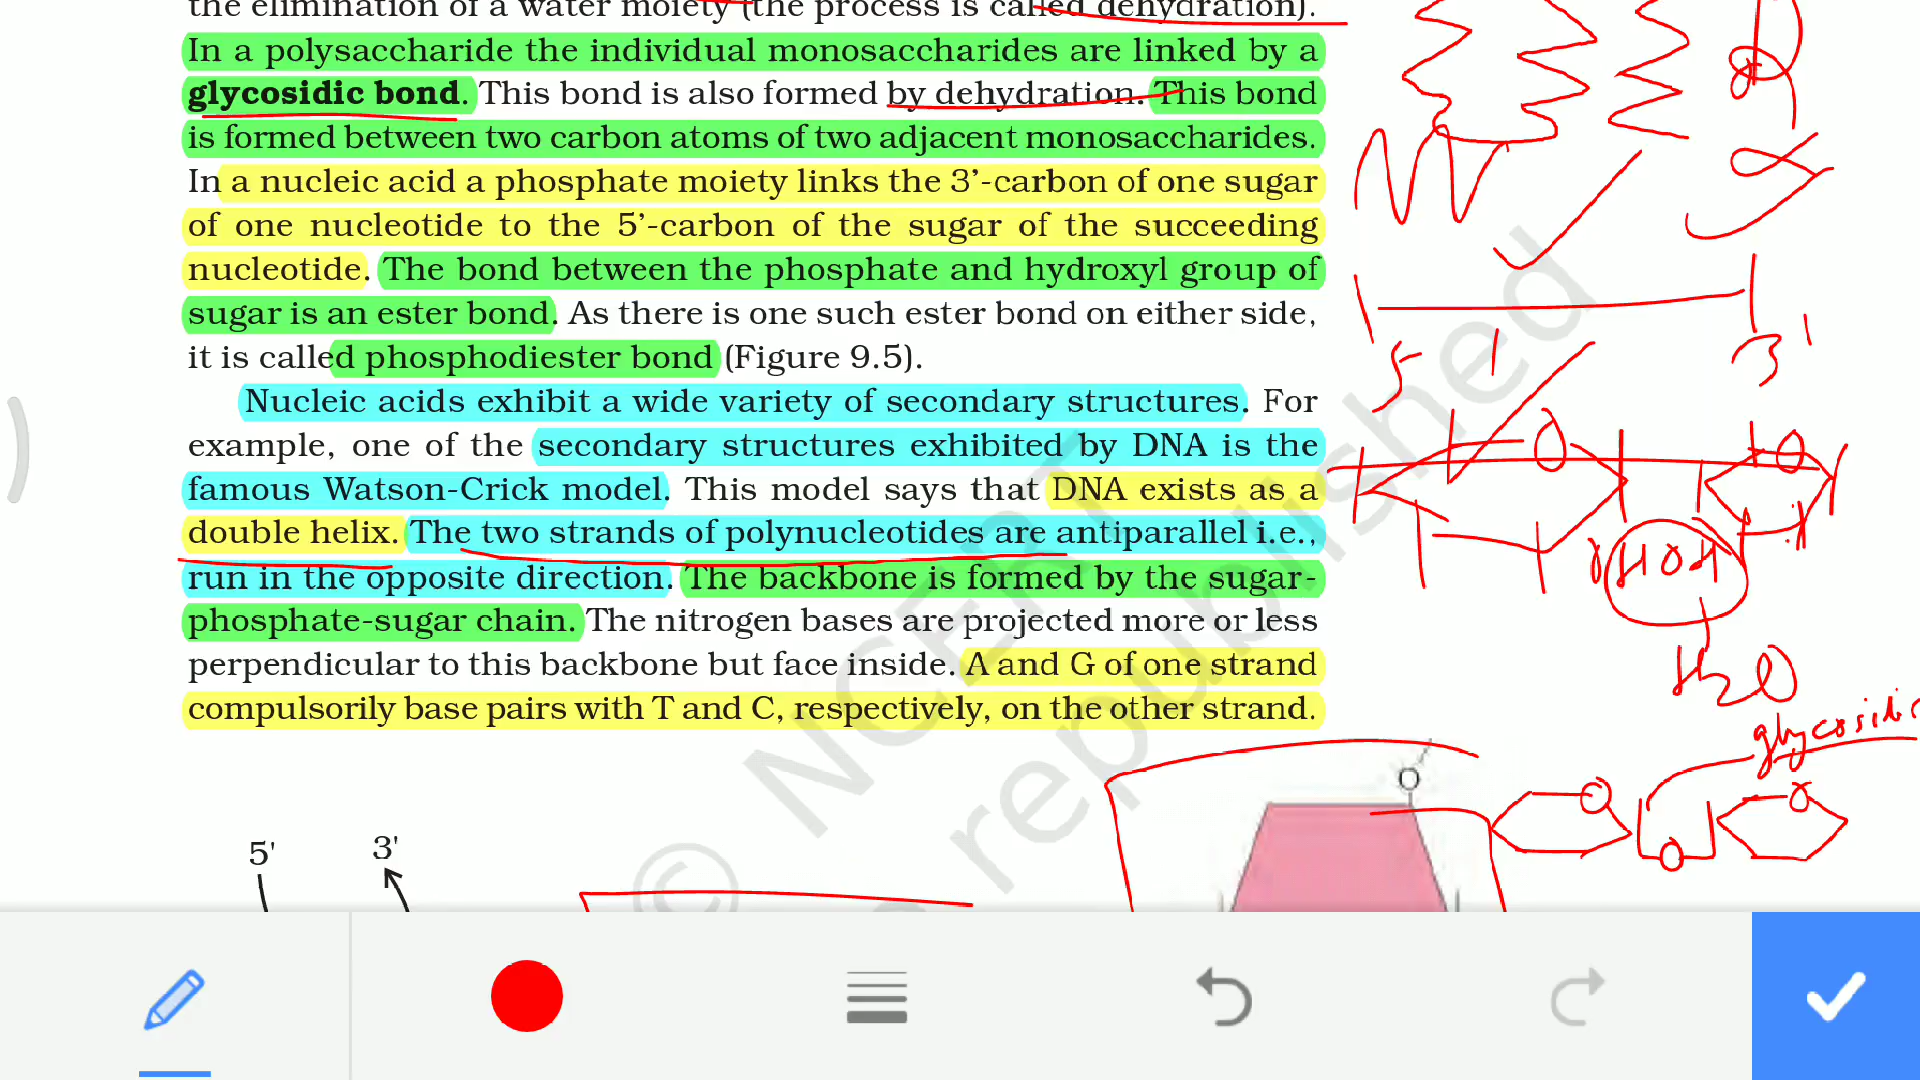 the elimination of a water moiety (the process is called dehydration).
In a polysaccharide the individual monosaccharides are linked by a
glycosidic bond. This bond is also formed by dehydration. This bond
is formed between two carbon atoms of two adjacent monosaccharides.
In a nucleic acid a phosphate moiety links the 3’-carbon of one sugar
of one nucleotide to the 5’-carbon of the sugar of the succeeding
nucleotide. The bond between the phosphate and hydroxyl group of
sugar is an ester bond. As there is one such ester bond on either side,
it is called phosphodiester bond (Figure 9.5).
Nucleic acids exhibit a wide variety of secondary structures. For
example, one of the secondary structures exhibited by DNA is the
famous Watson-Crick model. This model says that DNA exists as a
double helix. The two strands of polynucleotides are antiparallel i.e.,
run in the opposite direction. The backbone is formed by the sugar-
phosphate-sugar chain. The nitrogen bases are projected more or less
perpendicular to this backbone but face inside. A and G of one strand
compulsorily base pairs with T and C, respectively, on the other strand.
5' 3'
O O
OHOH
H2O
glycosidic
O O
O
O
5' 3'
© NCERT
republished